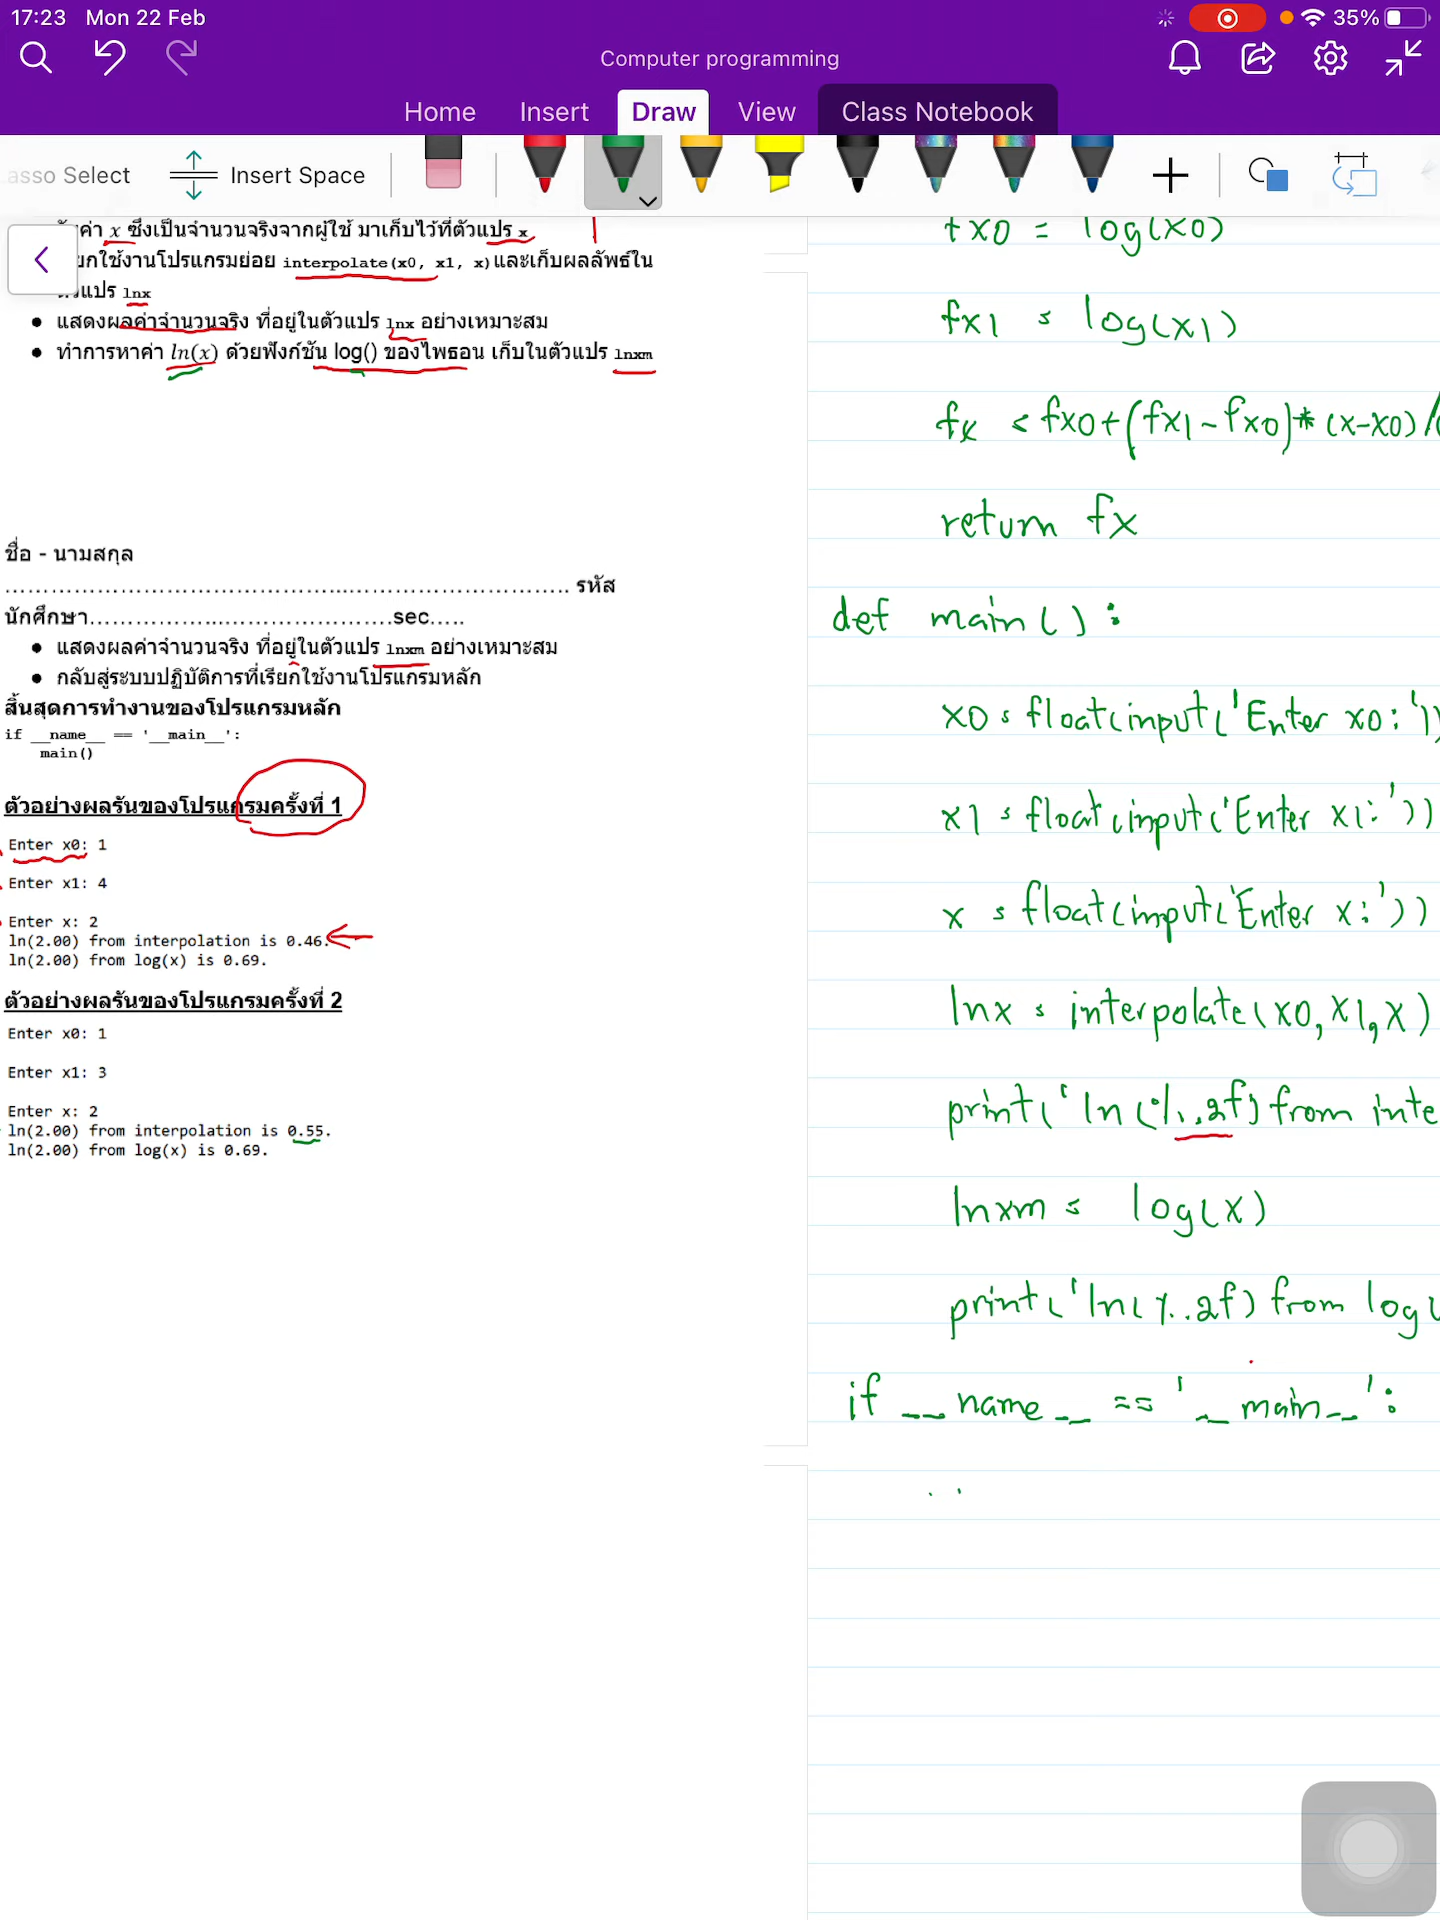 17:23 Mon 22 Feb
35%
Computer programming
Home Insert Draw View Class Notebook
asso Select Insert Space
ค่า x ซึ่งเป็นจำนวนจริงจากผู้ใช้ มาเก็บไว้ที่ตัวแปร x
ยกใช้งานโปรแกรมย่อย interpolate(x0, x1, x)และเก็บผลลัพธ์ใน
ตัวแปร lnx
● แสดงผลค่าจำนวนจริง ที่อยู่ในตัวแปร lnx อย่างเหมาะสม
● ทำการหาค่า ln(x) ด้วยฟังก์ชัน log() ของไพธอน เก็บในตัวแปร lnxm
ชื่อ - นามสกุล
…………………………………………………………………….. รหัส
นักศึกษา……………………………………….sec…..
● แสดงผลค่าจำนวนจริง ที่อยู่ในตัวแปร lnxm อย่างเหมาะสม
● กลับสู่ระบบปฏิบัติการที่เรียกใช้งานโปรแกรมหลัก
สิ้นสุดการทำงานของโปรแกรมหลัก
if __name__ == '__main__':
main()
ตัวอย่างผลรันของโปรแกรมครั้งที่ 1
Enter x0: 1
Enter x1: 4
Enter x: 2
ln(2.00) from interpolation is 0.46.
ln(2.00) from log(x) is 0.69.
ตัวอย่างผลรันของโปรแกรมครั้งที่ 2
Enter x0: 1
Enter x1: 3
Enter x: 2
ln(2.00) from interpolation is 0.55.
ln(2.00) from log(x) is 0.69.
fx0 = log(x0)
fx1 = log(x1)
fx = fx0+(fx1-fx0)*(x-x0)/(
return fx
def main():
x0 = float(input('Enter x0:'))
x1 = float(input('Enter x1:'))
x = float(input('Enter x:'))
lnx = interpolate(x0,x1,x)
print('ln(%.2f) from inte
lnxm = log(x)
print('ln(%.2f) from log(
if __name__ == '__main__':